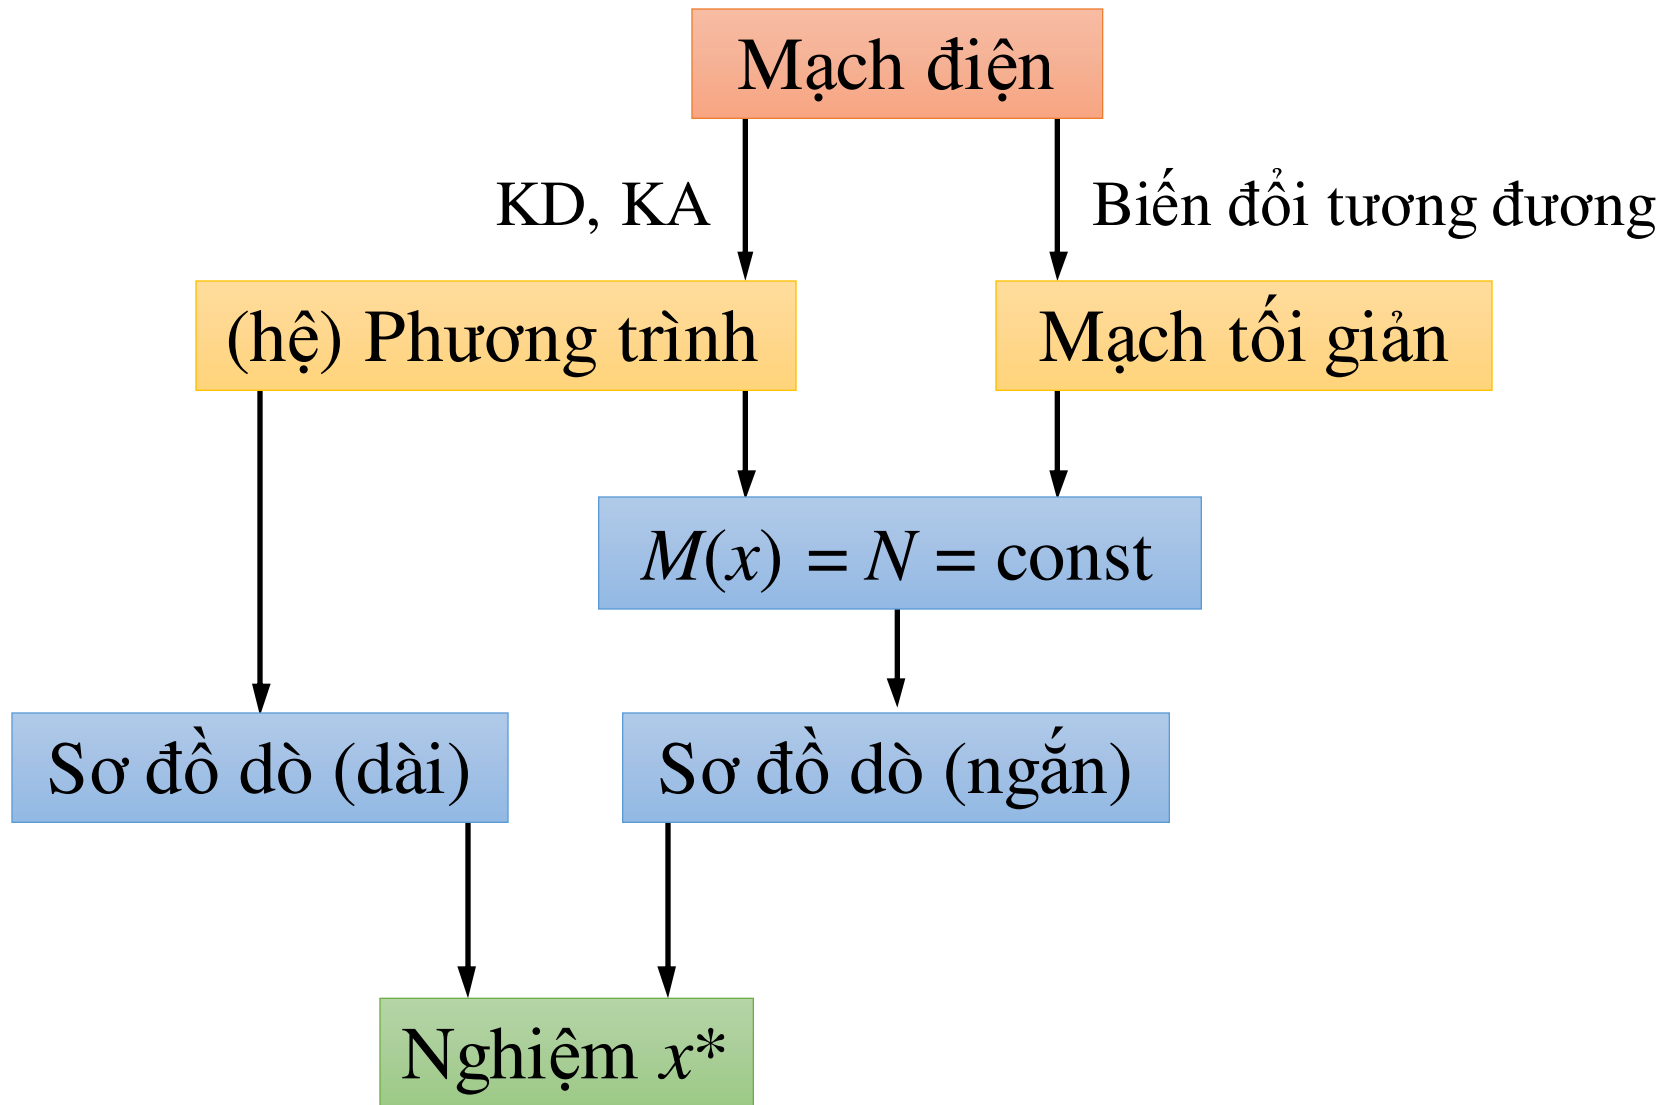 Mạch điện
KD, KA
Biến đổi tương đương
(hệ) Phương trình
Mạch tối giản
M(x) = N = const
Sơ đồ dò (dài)
Sơ đồ dò (ngắn)
Nghiệm x*